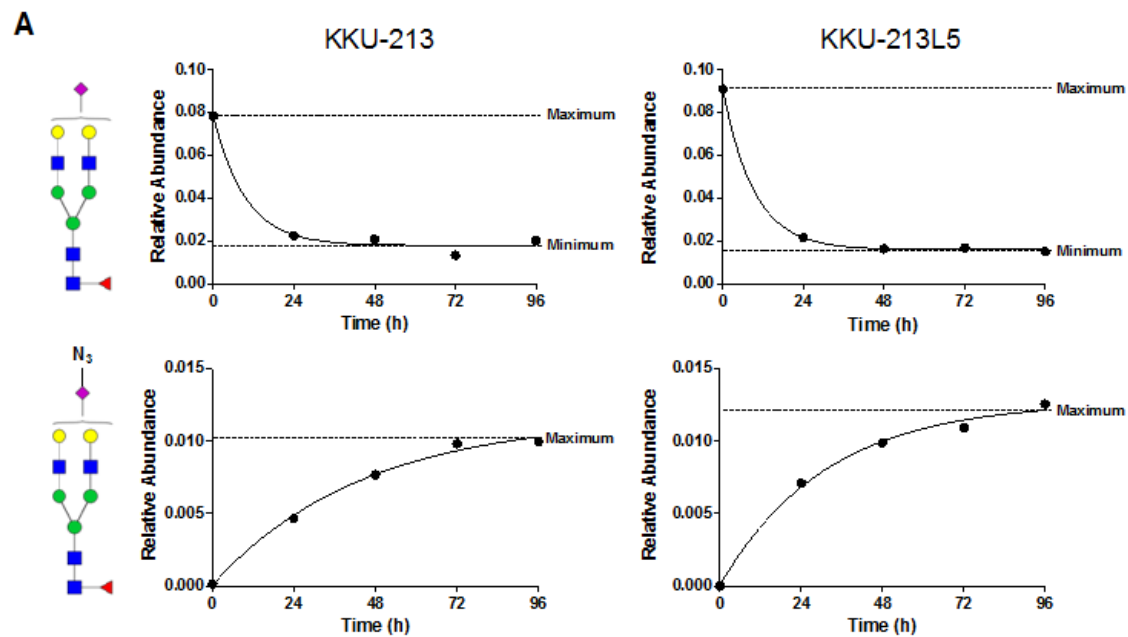 A
KKU-213
KKU-213L5
Relative Abundance
0.10
0.08
0.06
0.04
0.02
0.00
Maximum
Minimum
0 24 48 72 96
Time (h)
Relative Abundance
0.10
0.08
0.06
0.04
0.02
0.00
Maximum
Minimum
0 24 48 72 96
Time (h)
N₃
Relative Abundance
0.015
0.010
0.005
0.000
Maximum
0 24 48 72 96
Time (h)
Relative Abundance
0.015
0.010
0.005
0.000
Maximum
0 24 48 72 96
Time (h)